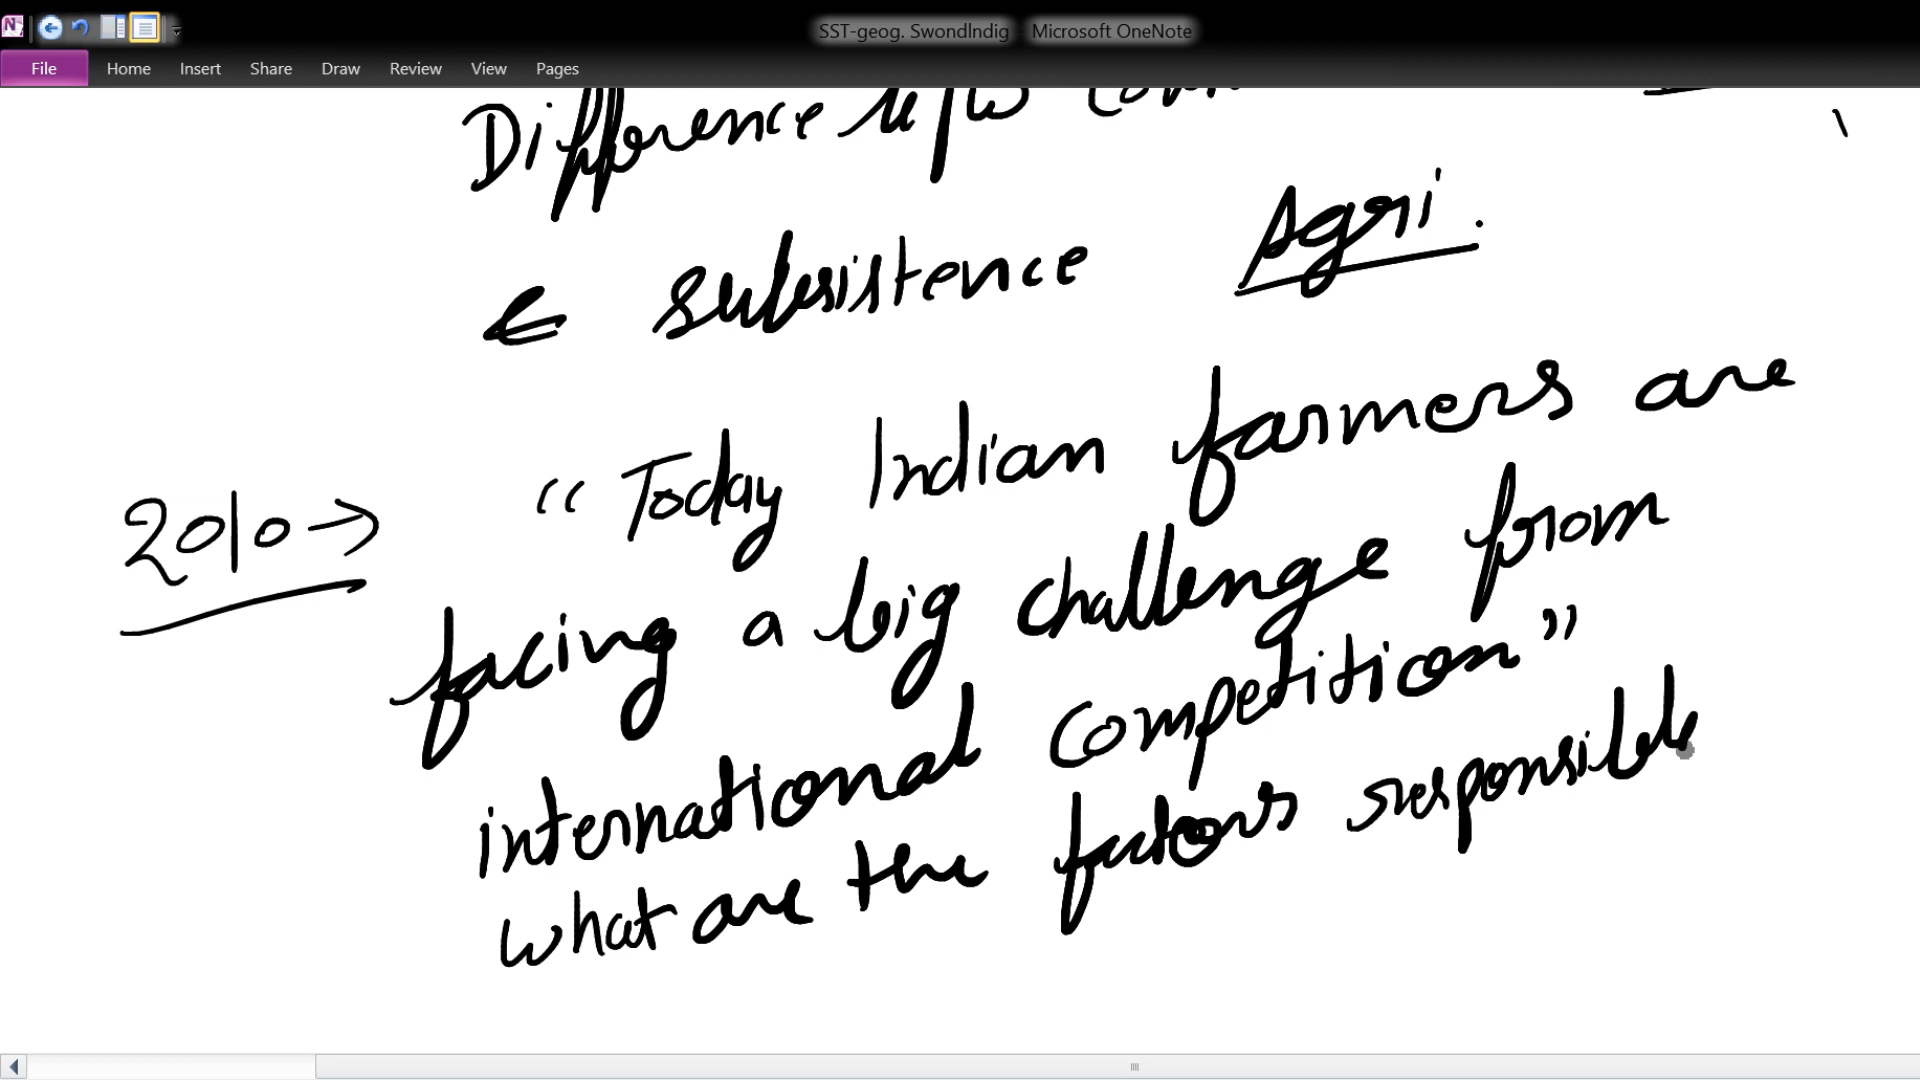 SST-geog. SwondIndig - Microsoft OneNote
File Home Insert Share Draw Review View Pages
Difference b/w
& subsistence Agri.
2010→ "Today Indian farmers are
facing a big challenge from
international competition"
what are the factors responsible